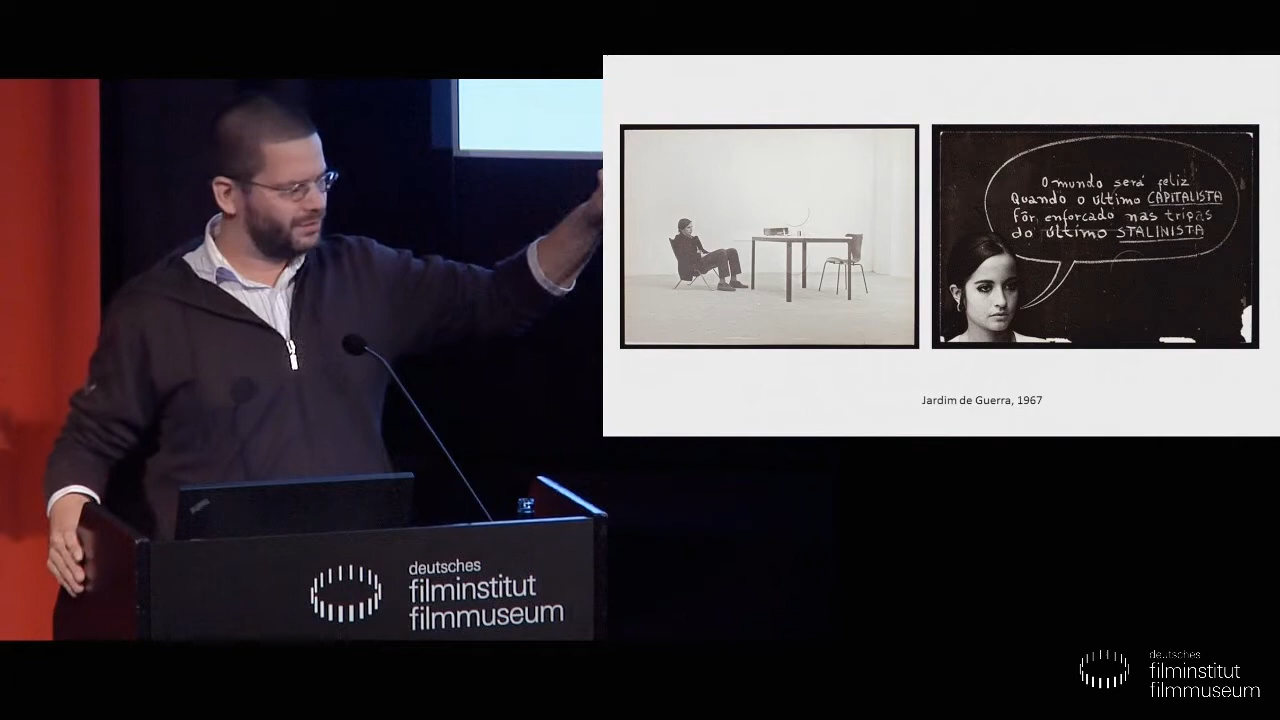 O mundo será feliz
Quando o último CAPITALISTA
fôr enforcado nas tripas
do último STALINISTA
Jardim de Guerra, 1967
deutsches
filminstitut
filmmuseum
deutsches
filminstitut
filmmuseum